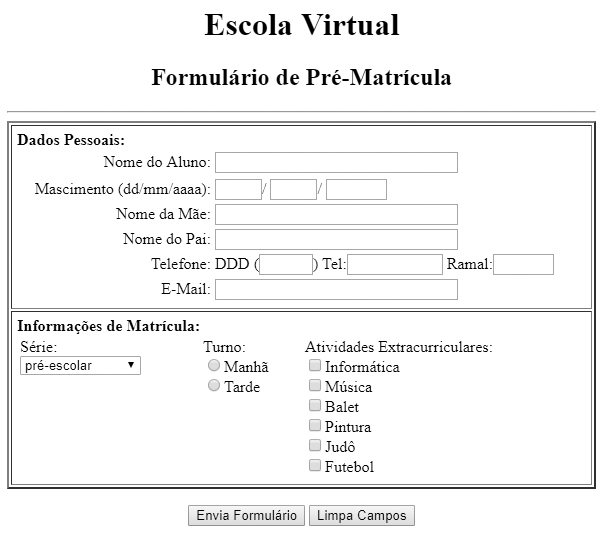 Escola Virtual
Formulário de Pré-Matrícula
Dados Pessoais:
Nome do Aluno:
Mascimento (dd/mm/aaaa): / /
Nome da Mãe:
Nome do Pai:
Telefone: DDD ( ) Tel: Ramal:
E-Mail:
Informações de Matrícula:
Série: Turno: Atividades Extracurriculares:
pré-escolar Manhã Informática
Tarde Música
Balet
Pintura
Judô
Futebol
Envia Formulário Limpa Campos